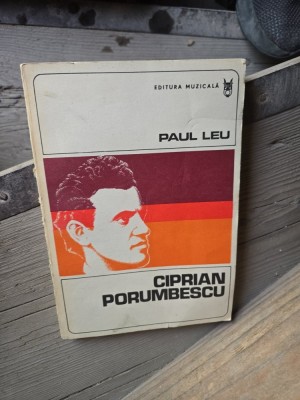 EDITURA MUZICALĂ
PAUL LEU
CIPRIAN
PORUMBESCU